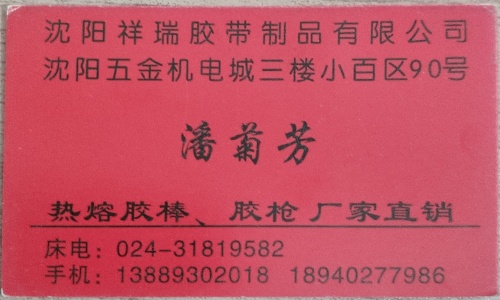 沈阳祥瑞胶带制品有限公司
沈阳五金机电城三楼小百区90号
潘菊芳
热熔胶棒、胶枪厂家直销
床电：024-31819582
手机：13889302018 18940277986